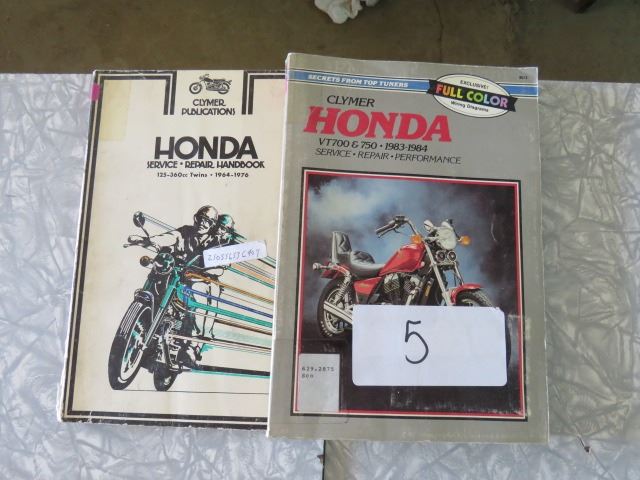 CLYMER
PUBLICATIONS
HONDA
SERVICE • REPAIR HANDBOOK
125-360cc Twins • 1964-1976
SECRETS FROM TOP TUNERS
EXCLUSIVE!
FULL COLOR
Wiring Diagrams
CLYMER
HONDA
VT700 & 750 • 1983-1984
SERVICE • REPAIR • PERFORMANCE
5
629.2875